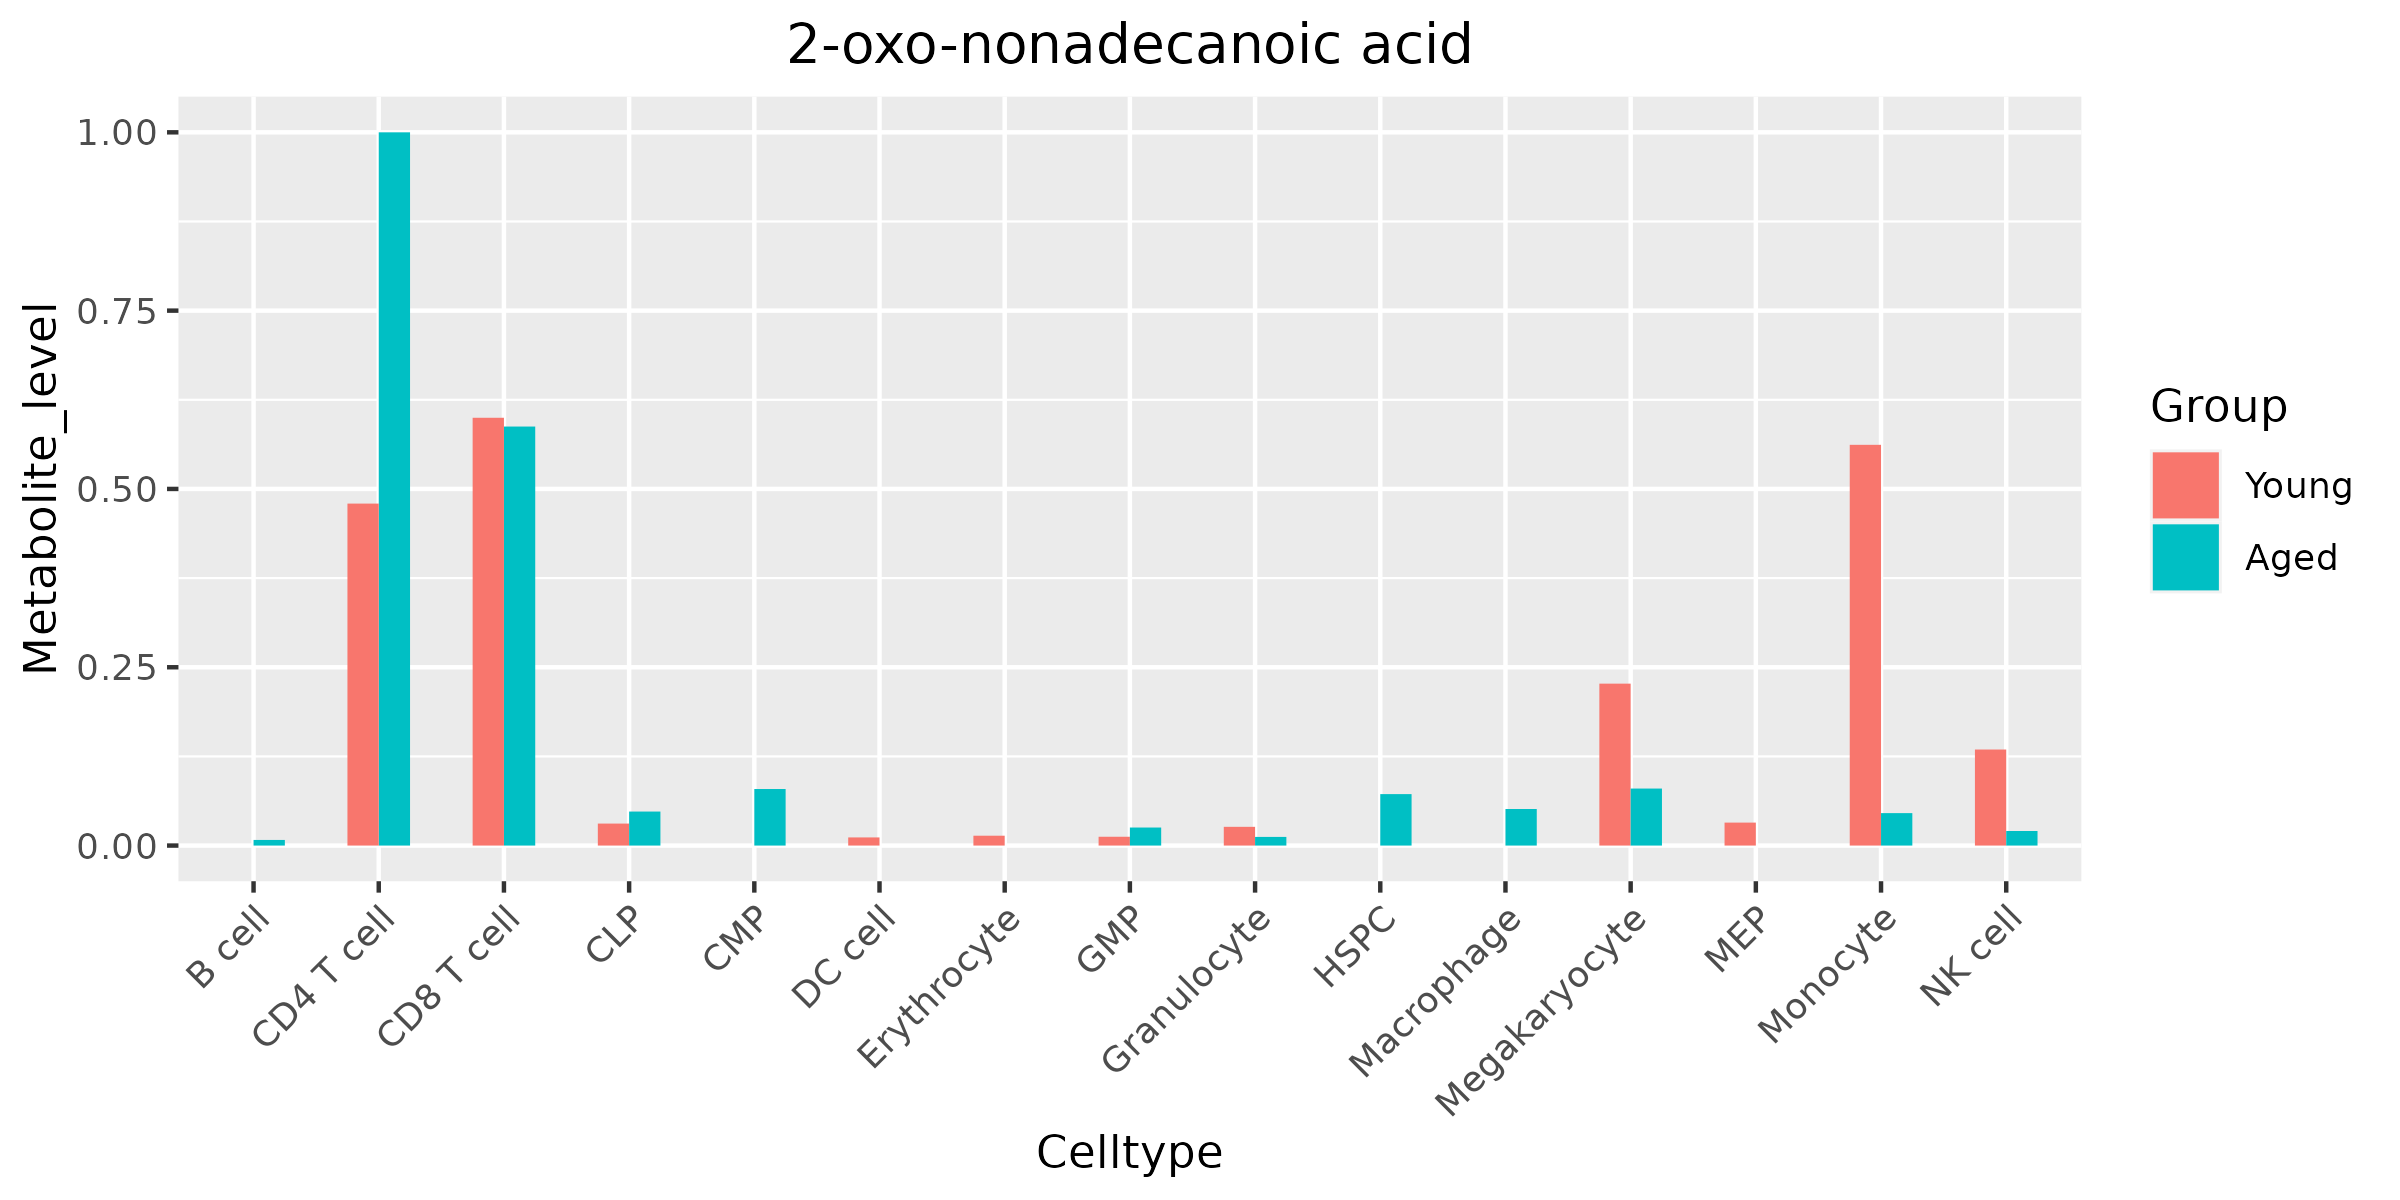 2-oxo-nonadecanoic acid
Metabolite_level
1.00
0.75
0.50
0.25
0.00
B cell
CD4 T cell
CD8 T cell
CLP
CMP
DC cell
Erythrocyte
GMP
Granulocyte
HSPC
Macrophage
Megakaryocyte
MEP
Monocyte
NK cell
Celltype
Group
Young
Aged